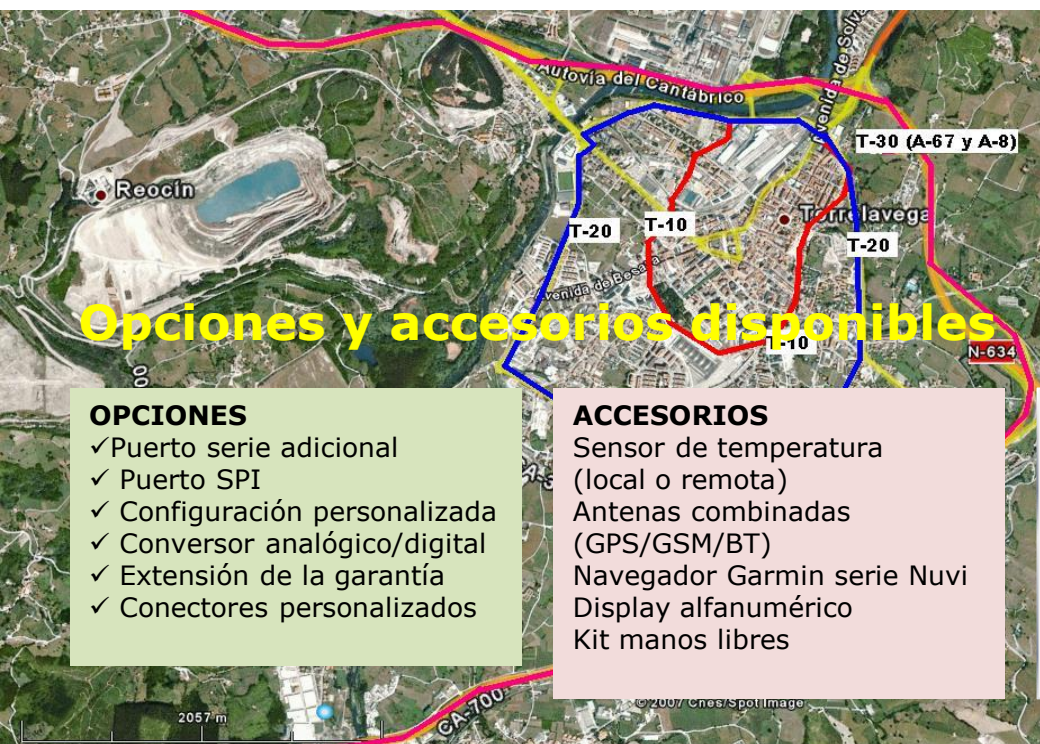 Autovía del Cantábrico
Avenida de Solva
T-30 (A-67 y A-8)
Reocín
Torrelavega
T-20
T-10
T-20
Avenida de Besaya
Opciones y accesorios disponibles
T-10
N-634
OPCIONES
✓Puerto serie adicional
✓ Puerto SPI
✓ Configuración personalizada
✓ Conversor analógico/digital
✓ Extensión de la garantía
✓ Conectores personalizados
ACCESORIOS
Sensor de temperatura
(local o remota)
Antenas combinadas
(GPS/GSM/BT)
Navegador Garmin serie Nuvi
Display alfanumérico
Kit manos libres
CA-700
©2007 Cnes/Spot Image
2057 m